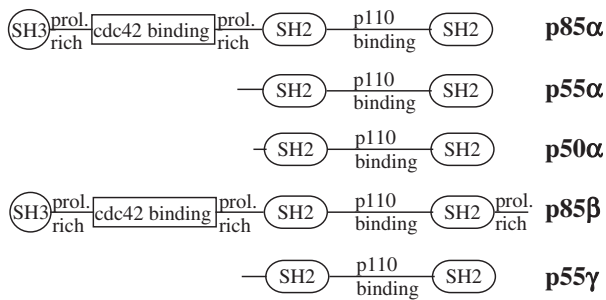 SH3 prol. rich cdc42 binding prol. rich SH2 p110 binding SH2 p85α
SH2 p110 binding SH2 p55α
SH2 p110 binding SH2 p50α
SH3 prol. rich cdc42 binding prol. rich SH2 p110 binding SH2 prol. rich p85β
SH2 p110 binding SH2 p55γ